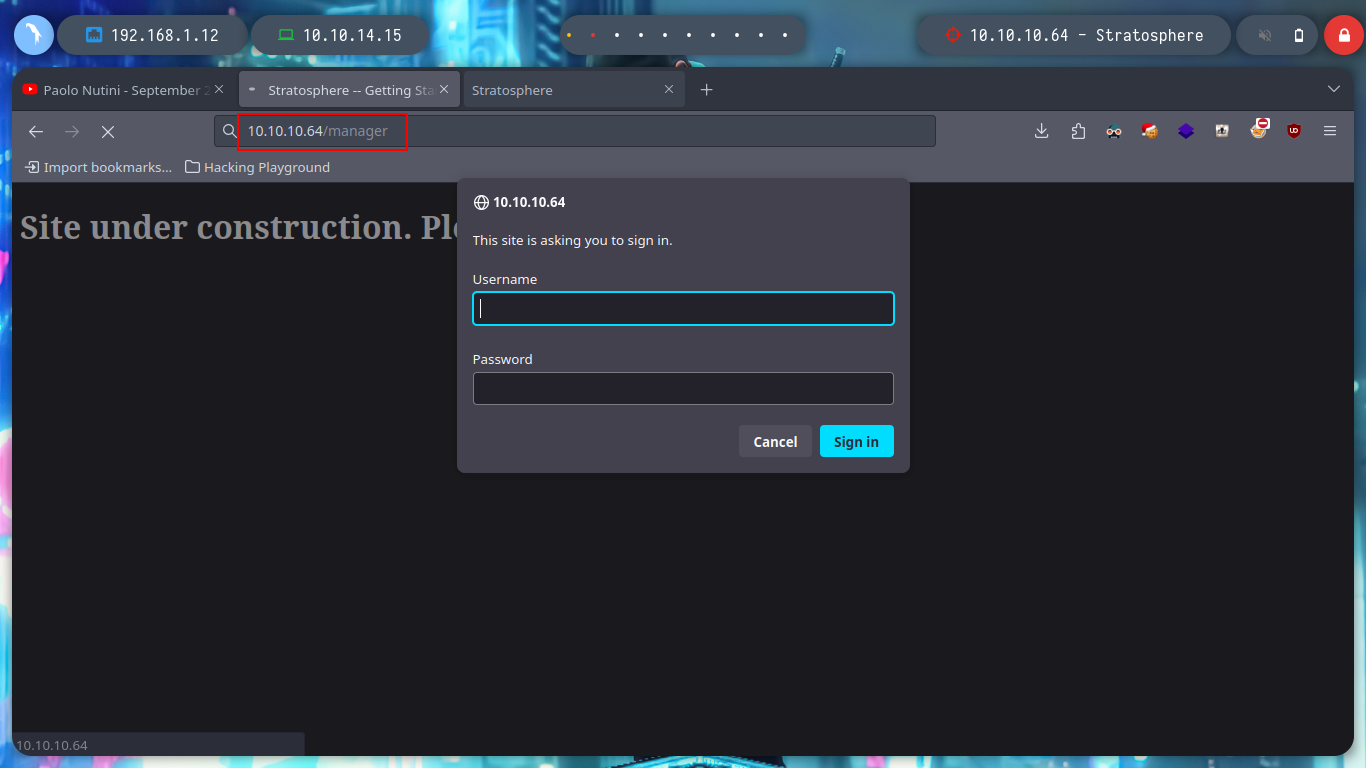 192.168.1.12 10.10.14.15 10.10.10.64 - Stratosphere
Paolo Nutini - September 2 Stratosphere -- Getting Sta Stratosphere
10.10.10.64/manager
Import bookmarks... Hacking Playground
10.10.10.64
This site is asking you to sign in.
Site under construction.
Username
Password
Cancel Sign in
10.10.10.64